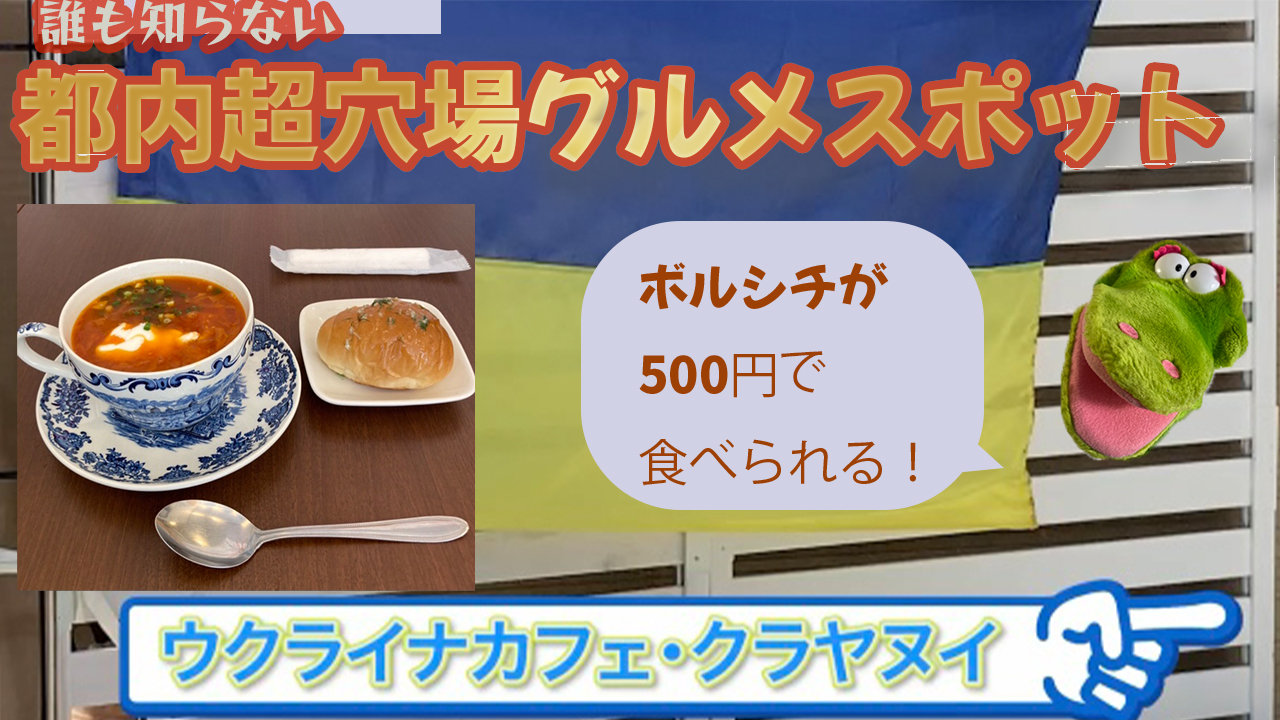 誰も知らない
都内超穴場グルメスポット
ボルシチが
500円で
食べられる！
ウクライナカフェ・クラヤヌイ